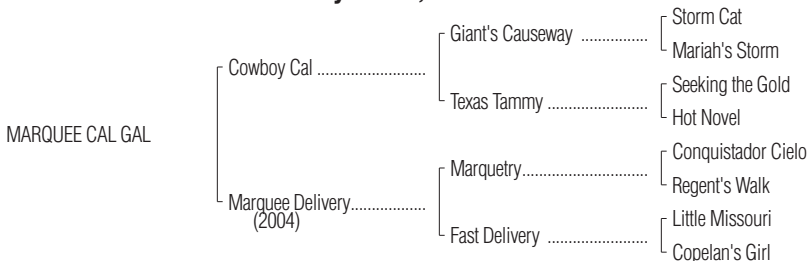 Storm Cat
Giant's Causeway ................
Mariah's Storm
Cowboy Cal ..........................
Seeking the Gold
Texas Tammy ........................
Hot Novel
MARQUEE CAL GAL
Conquistador Cielo
Marquetry..............................
Regent's Walk
Marquee Delivery..................
(2004)
Little Missouri
Fast Delivery ........................
Copelan's Girl